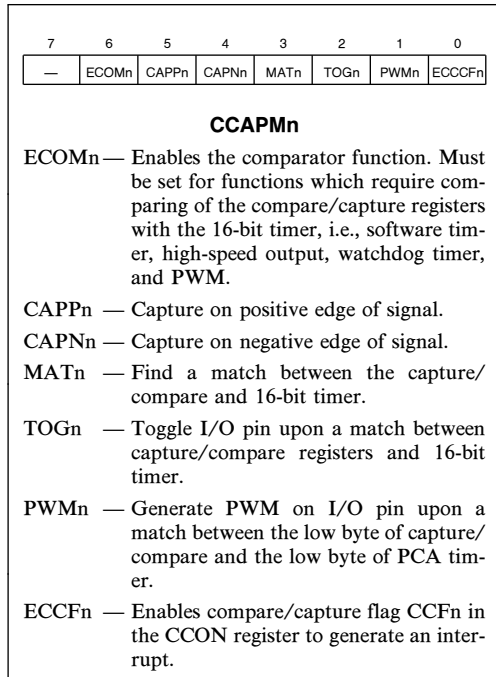 7 6 5 4 3 2 1 0
— ECOMn CAPPn CAPNn MATn TOGn PWMn ECCCFn
CCAPMn
ECOMn — Enables the comparator function. Must
be set for functions which require com-
paring of the compare/capture registers
with the 16-bit timer, i.e., software tim-
er, high-speed output, watchdog timer,
and PWM.
CAPPn — Capture on positive edge of signal.
CAPNn — Capture on negative edge of signal.
MATn — Find a match between the capture/
compare and 16-bit timer.
TOGn — Toggle I/O pin upon a match between
capture/compare registers and 16-bit
timer.
PWMn — Generate PWM on I/O pin upon a
match between the low byte of capture/
compare and the low byte of PCA tim-
er.
ECCFn — Enables compare/capture flag CCFn in
the CCON register to generate an inter-
rupt.